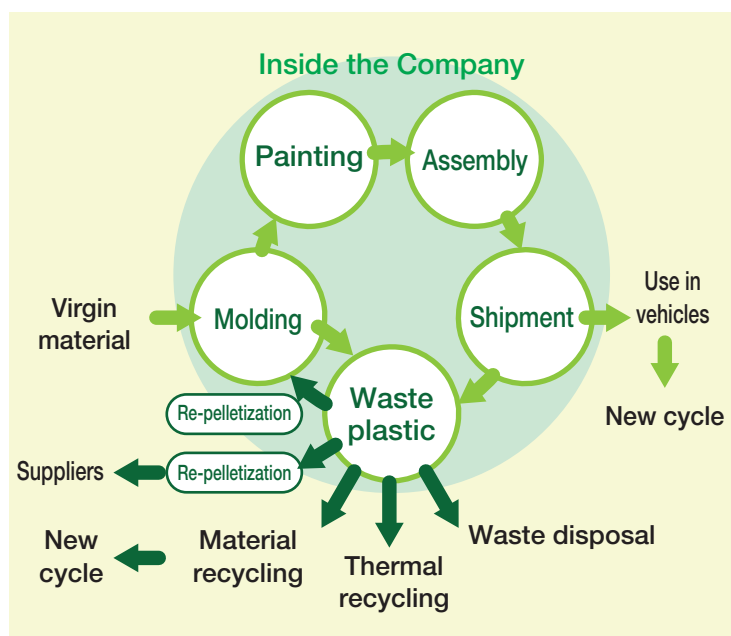 Inside the Company
Painting
Assembly
Virgin
material
Molding
Shipment
Use in
vehicles
Waste
plastic
Re-pelletization
New cycle
Suppliers
Re-pelletization
New
cycle
Material
recycling
Thermal
recycling
Waste disposal